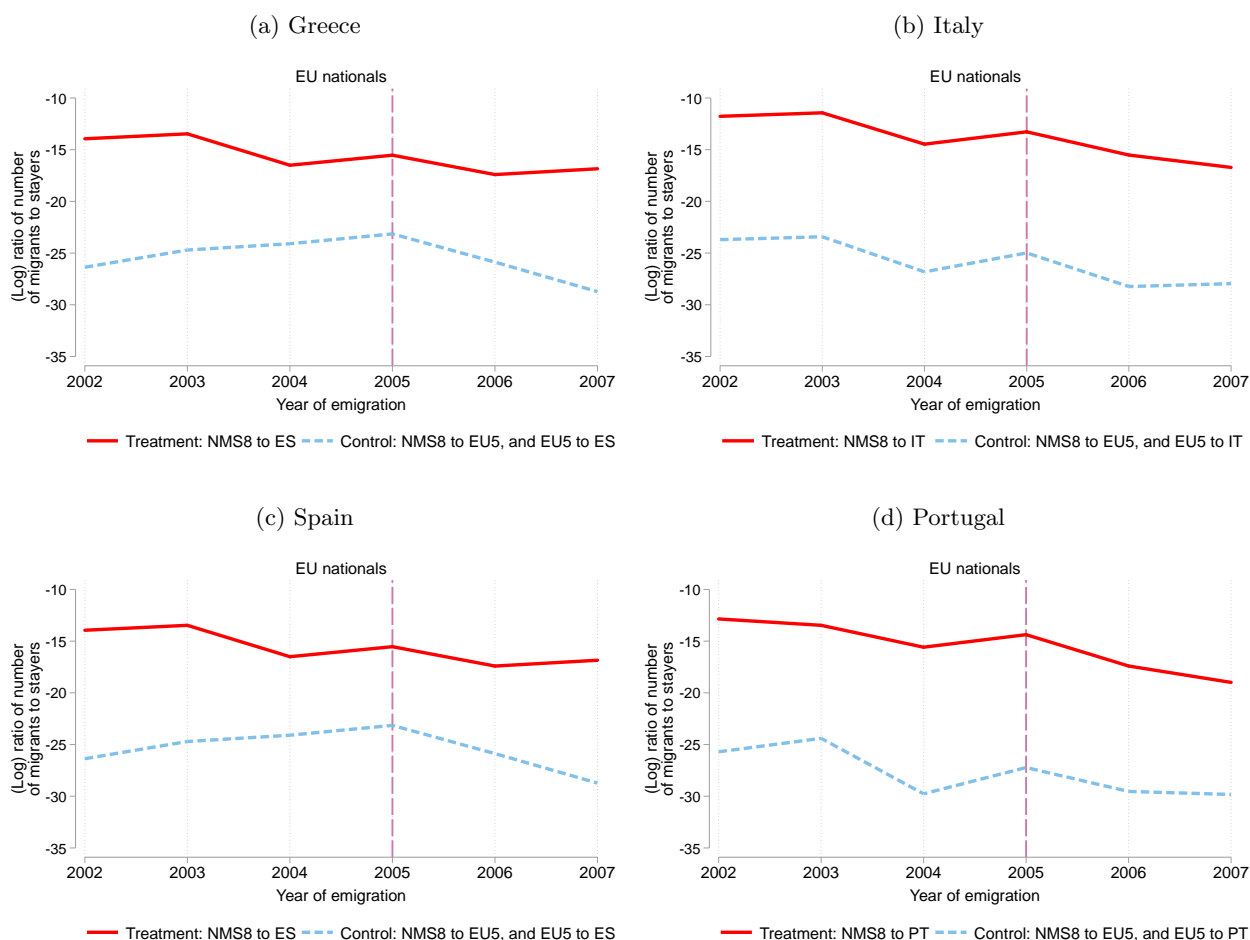 (a) Greece
EU nationals
(Log) ratio of number
of migrants to stayers
-10
-15
-20
-25
-30
-35
2002 2003 2004 2005 2006 2007
Year of emigration
Treatment: NMS8 to ES Control: NMS8 to EU5, and EU5 to ES
(b) Italy
EU nationals
(Log) ratio of number
of migrants to stayers
-10
-15
-20
-25
-30
-35
2002 2003 2004 2005 2006 2007
Year of emigration
Treatment: NMS8 to IT Control: NMS8 to EU5, and EU5 to IT
(c) Spain
EU nationals
(Log) ratio of number
of migrants to stayers
-10
-15
-20
-25
-30
-35
2002 2003 2004 2005 2006 2007
Year of emigration
Treatment: NMS8 to ES Control: NMS8 to EU5, and EU5 to ES
(d) Portugal
EU nationals
(Log) ratio of number
of migrants to stayers
-10
-15
-20
-25
-30
-35
2002 2003 2004 2005 2006 2007
Year of emigration
Treatment: NMS8 to PT Control: NMS8 to EU5, and EU5 to PT